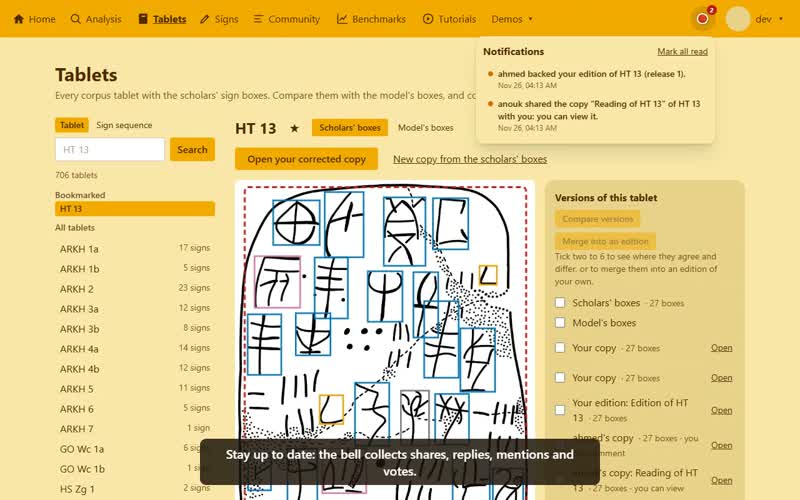 Home Analysis Tablets Signs Community Benchmarks Tutorials Demos 2 dev
Notifications Mark all read
ahmed backed your edition of HT 13 (release 1).
Nov 26, 04:13 AM
anouk shared the copy "Reading of HT 13" of HT 13
with you: you can view it.
Nov 26, 04:13 AM
Tablets
Every corpus tablet with the scholars' sign boxes. Compare them with the model's boxes, and
Tablet Sign sequence
HT 13 Search
706 tablets
Bookmarked
HT 13
All tablets
ARKH 1a 17 signs
ARKH 1b 5 signs
ARKH 2 23 signs
ARKH 3a 12 signs
ARKH 3b 8 signs
ARKH 4a 14 signs
ARKH 4b 12 signs
ARKH 5 11 signs
ARKH 6 5 signs
ARKH 7 1 sign
GO Wc 1a
GO Wc 1b
HS Zg 1 2 signs
HT 13 ★ Scholars' boxes Model's boxes
Open your corrected copy New copy from the scholars' boxes
Versions of this tablet
Compare versions
Merge into an edition
Tick two to six to see where they agree and
differ, or to merge them into an edition of
your own.
Scholars' boxes · 27 boxes
Model's boxes
Your copy · 27 boxes Open
Your copy · 27 boxes Open
Your edition: Edition of HT
13 · 27 boxes Open
ahmed's copy · 27 boxes · you
comment Open
copy: Reading of HT
13 · 27 boxes · you can view Open
Stay up to date: the bell collects shares, replies, mentions and
votes.